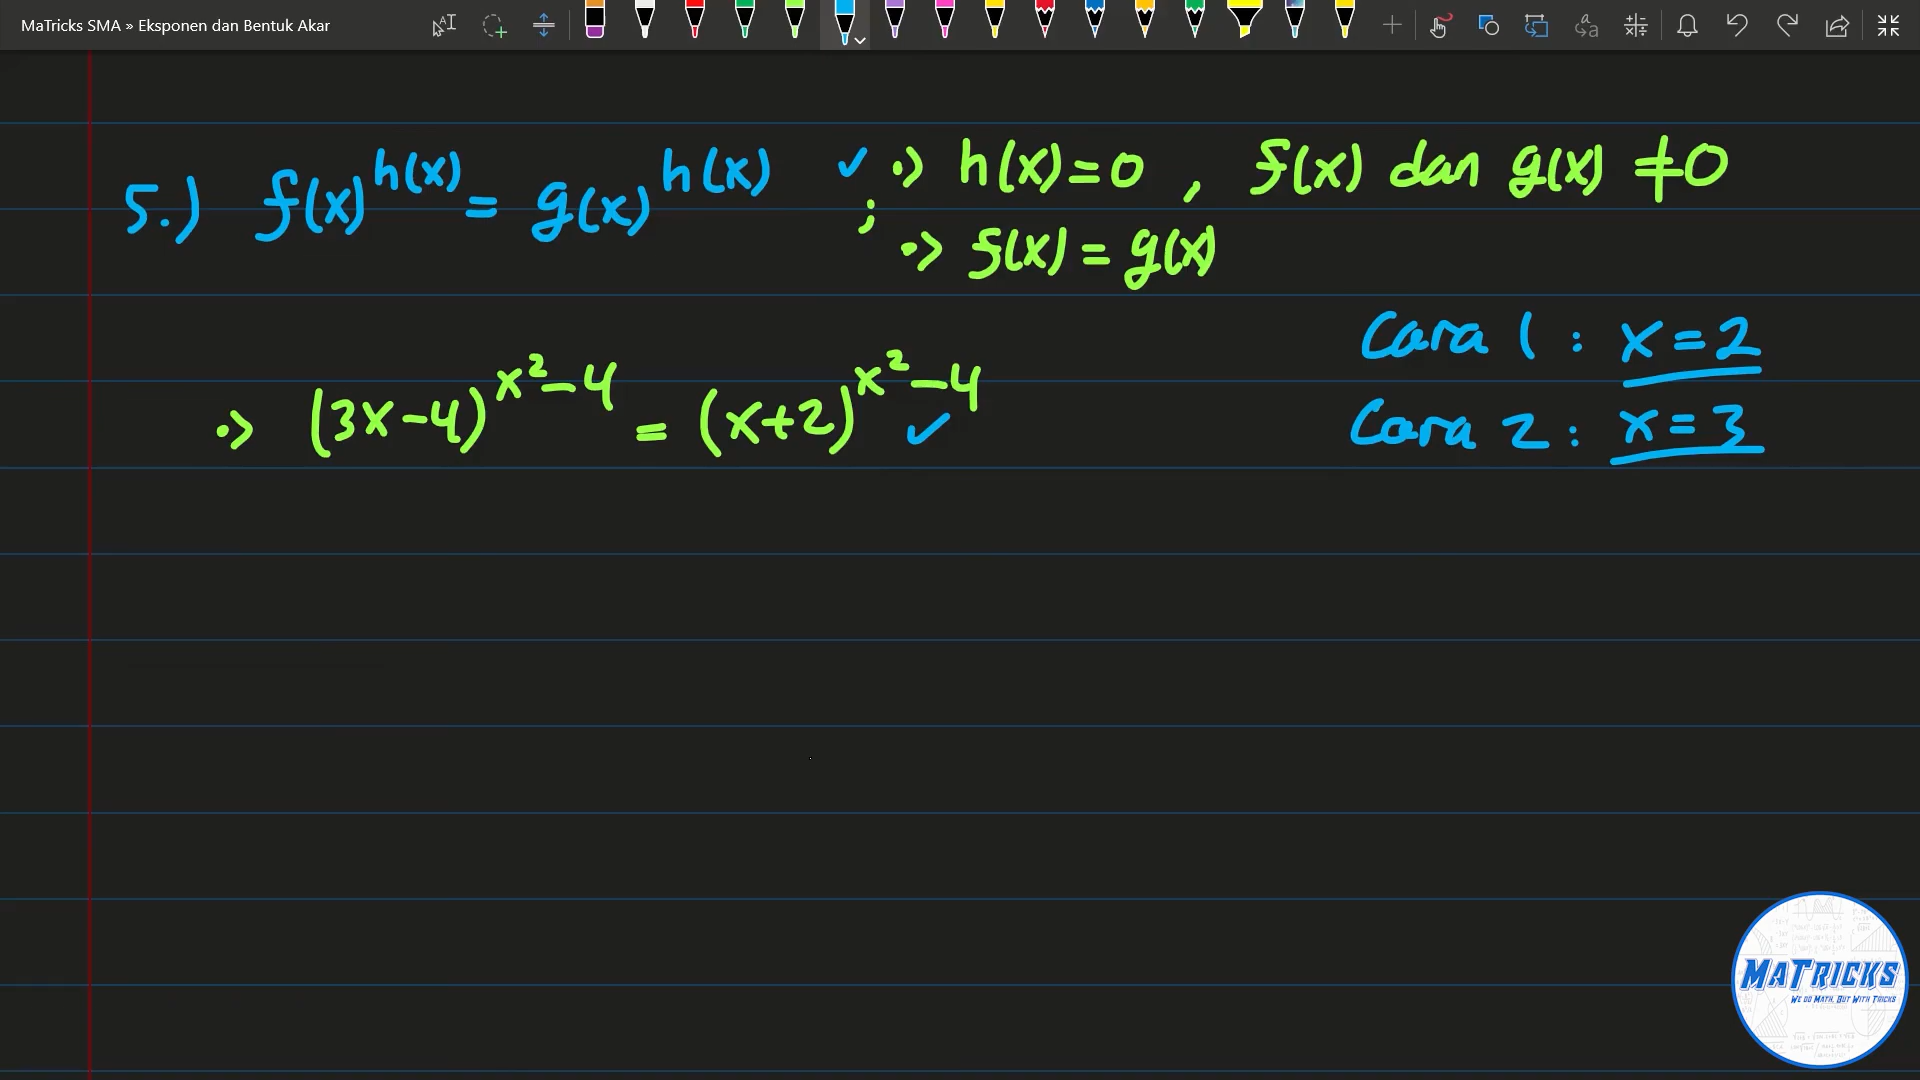 MaTricks SMA » Eksponen dan Bentuk Akar
5.) f(x)^h(x) = g(x)^h(x) ✓ ; •> h(x)=0 , f(x) dan g(x) ≠0
•> f(x) = g(x)
Cara 1 : x=2
•> (3x-4)^x²-4 = (x+2)^x²-4 ✓
Cara 2 : x=3
MATRICKS
WE DO MATH, BUT WITH TRICKS